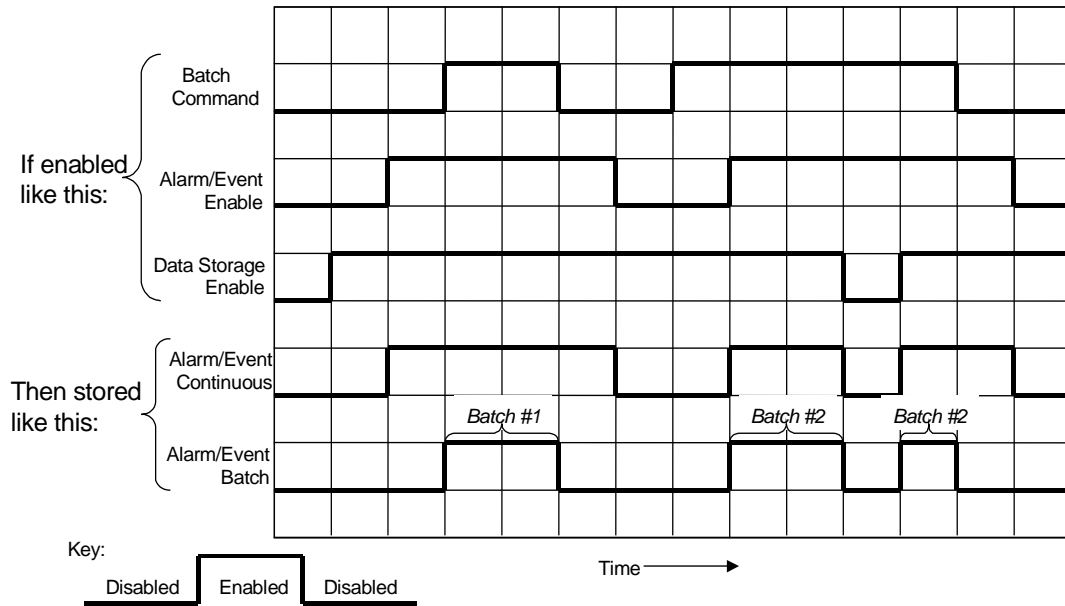 Batch
Command
If enabled
like this:
Alarm/Event
Enable
Data Storage
Enable
Then stored
like this:
Alarm/Event
Continuous
Batch #1
Batch #2
Batch #2
Alarm/Event
Batch
Key:
Disabled
Enabled
Disabled
Time